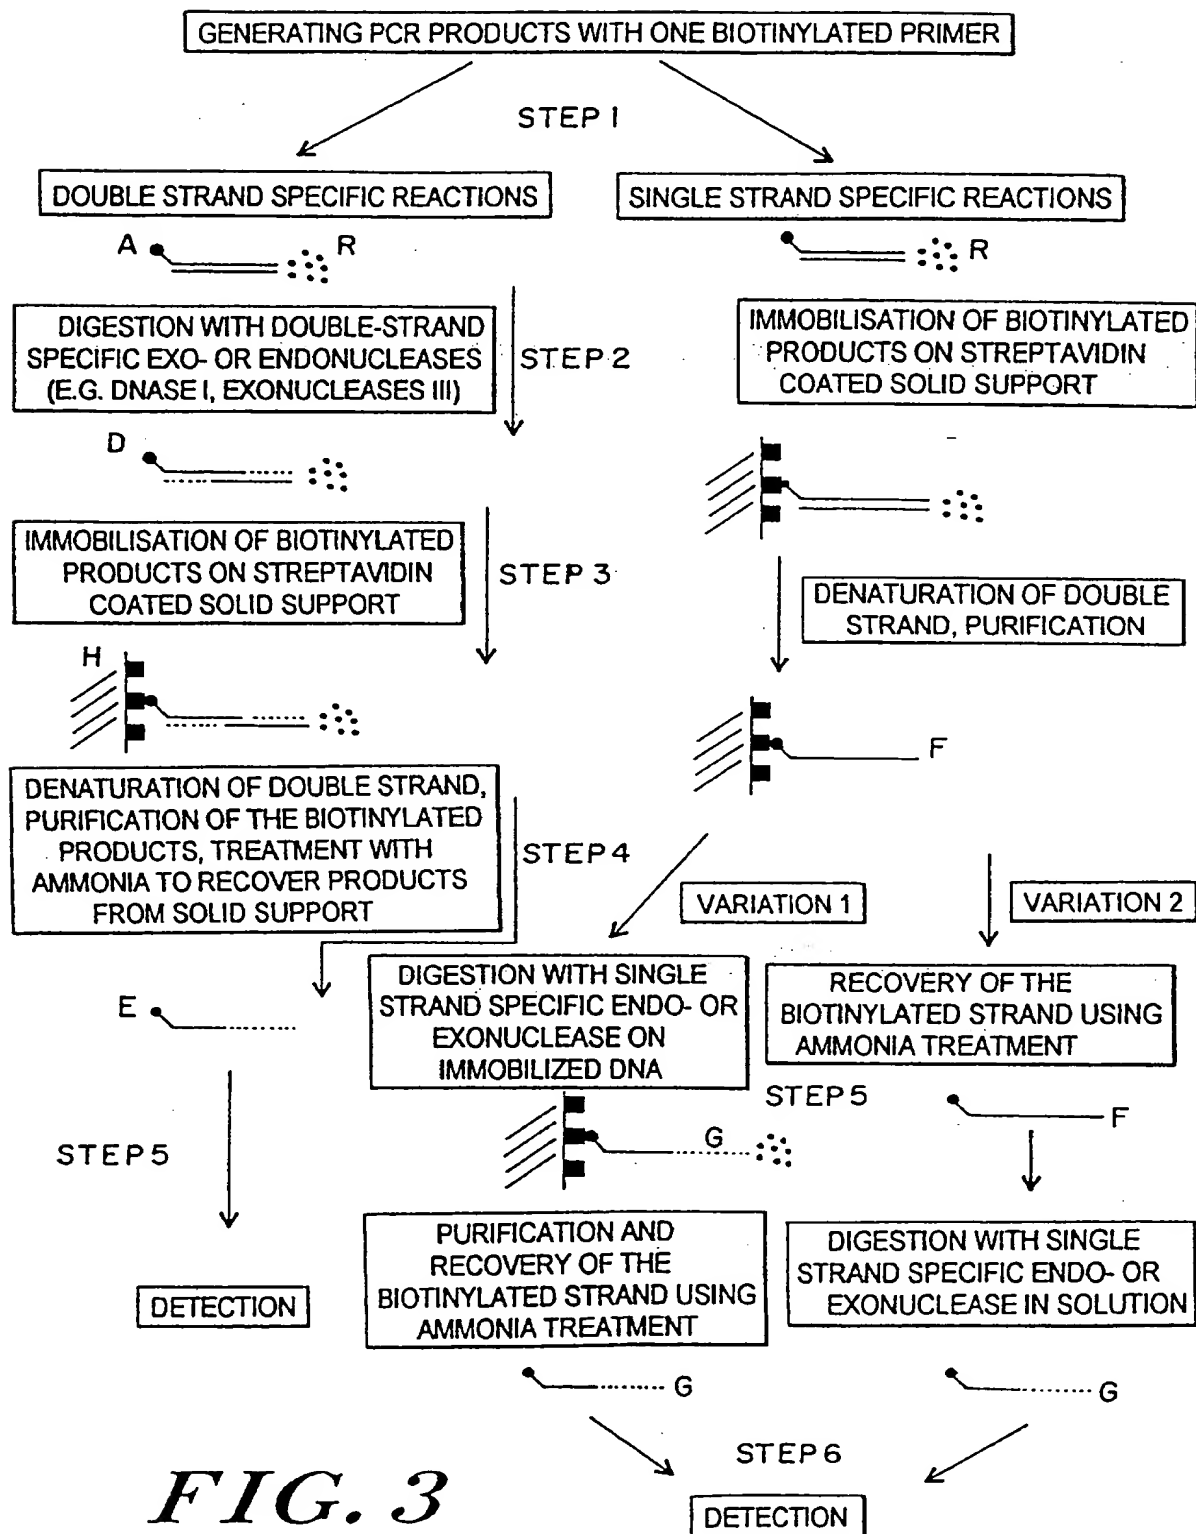 GENERATING PCR PRODUCTS WITH ONE BIOTINYLATED PRIMER
STEP 1
DOUBLE STRAND SPECIFIC REACTIONS
A
R
DIGESTION WITH DOUBLE-STRAND
SPECIFIC EXO- OR ENDONUCLEASES
(E.G. DNASE I, EXONUCLEASES III)
STEP 2
D
IMMOBILISATION OF BIOTINYLATED
PRODUCTS ON STREPTAVIDIN
COATED SOLID SUPPORT
STEP 3
H
DENATURATION OF DOUBLE STRAND,
PURIFICATION OF THE BIOTINYLATED
PRODUCTS, TREATMENT WITH
AMMONIA TO RECOVER PRODUCTS
FROM SOLID SUPPORT
STEP 4
E
STEP 5
DETECTION
SINGLE STRAND SPECIFIC REACTIONS
R
IMMOBILISATION OF BIOTINYLATED
PRODUCTS ON STREPTAVIDIN
COATED SOLID SUPPORT
DENATURATION OF DOUBLE
STRAND, PURIFICATION
F
VARIATION 1
DIGESTION WITH SINGLE
STRAND SPECIFIC ENDO- OR
EXONUCLEASE ON
IMMOBILIZED DNA
STEP 5
G
PURIFICATION AND
RECOVERY OF THE
BIOTINYLATED STRAND USING
AMMONIA TREATMENT
G
VARIATION 2
RECOVERY OF THE
BIOTINYLATED STRAND USING
AMMONIA TREATMENT
F
DIGESTION WITH SINGLE
STRAND SPECIFIC ENDO- OR
EXONUCLEASE IN SOLUTION
G
STEP 6
DETECTION
FIG. 3